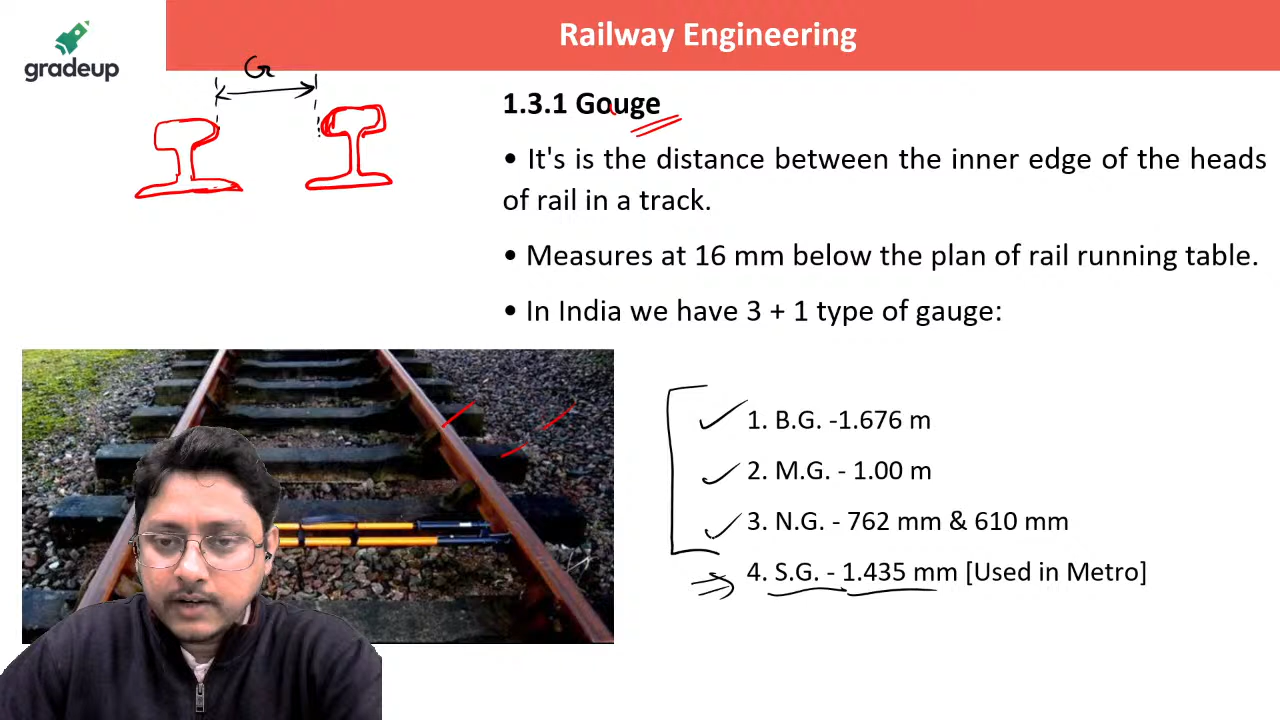 Railway Engineering
gradeup
G
1.3.1 Gouge
• It's is the distance between the inner edge of the heads
of rail in a track.
• Measures at 16 mm below the plan of rail running table.
• In India we have 3 + 1 type of gauge:
1. B.G. -1.676 m
2. M.G. - 1.00 m
3. N.G. - 762 mm & 610 mm
4. S.G. - 1.435 mm [Used in Metro]